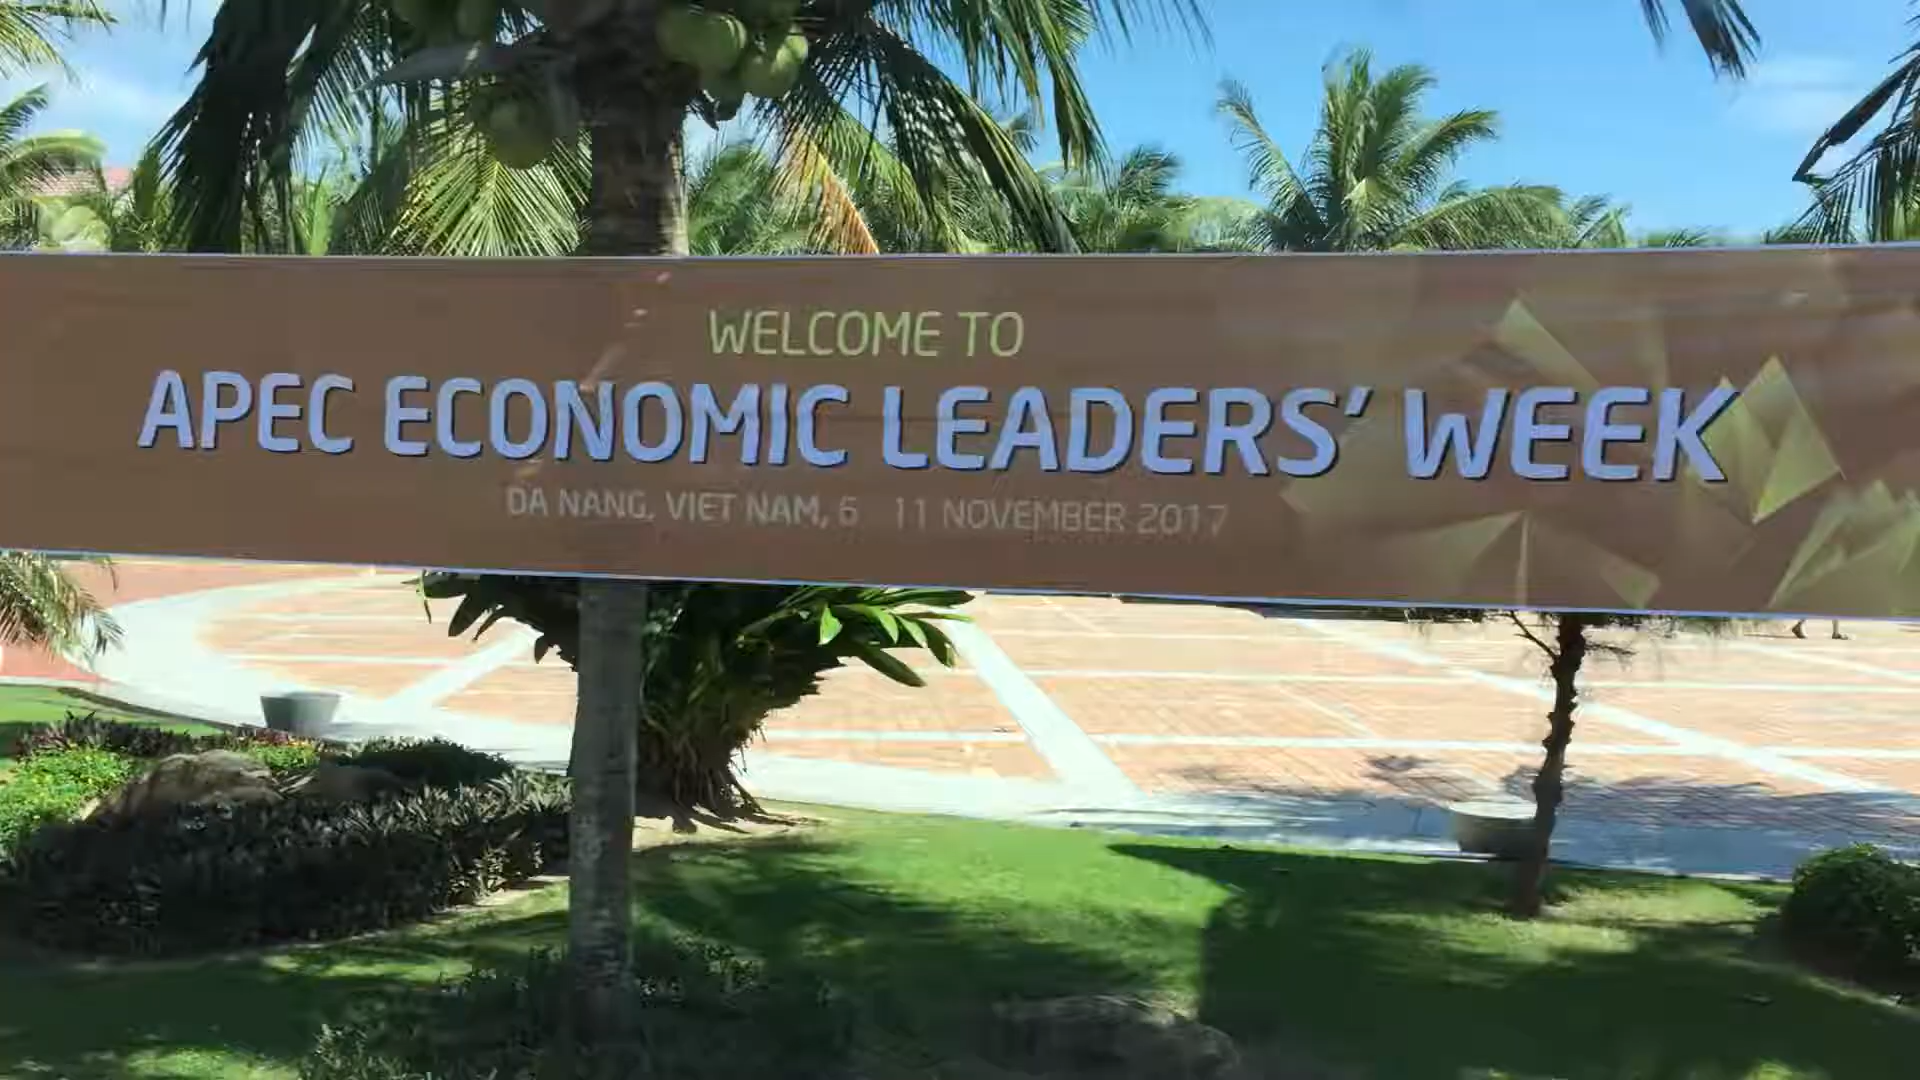 WELCOME TO
APEC ECONOMIC LEADERS’ WEEK
DA NANG, VIET NAM, 6 11 NOVEMBER 2017